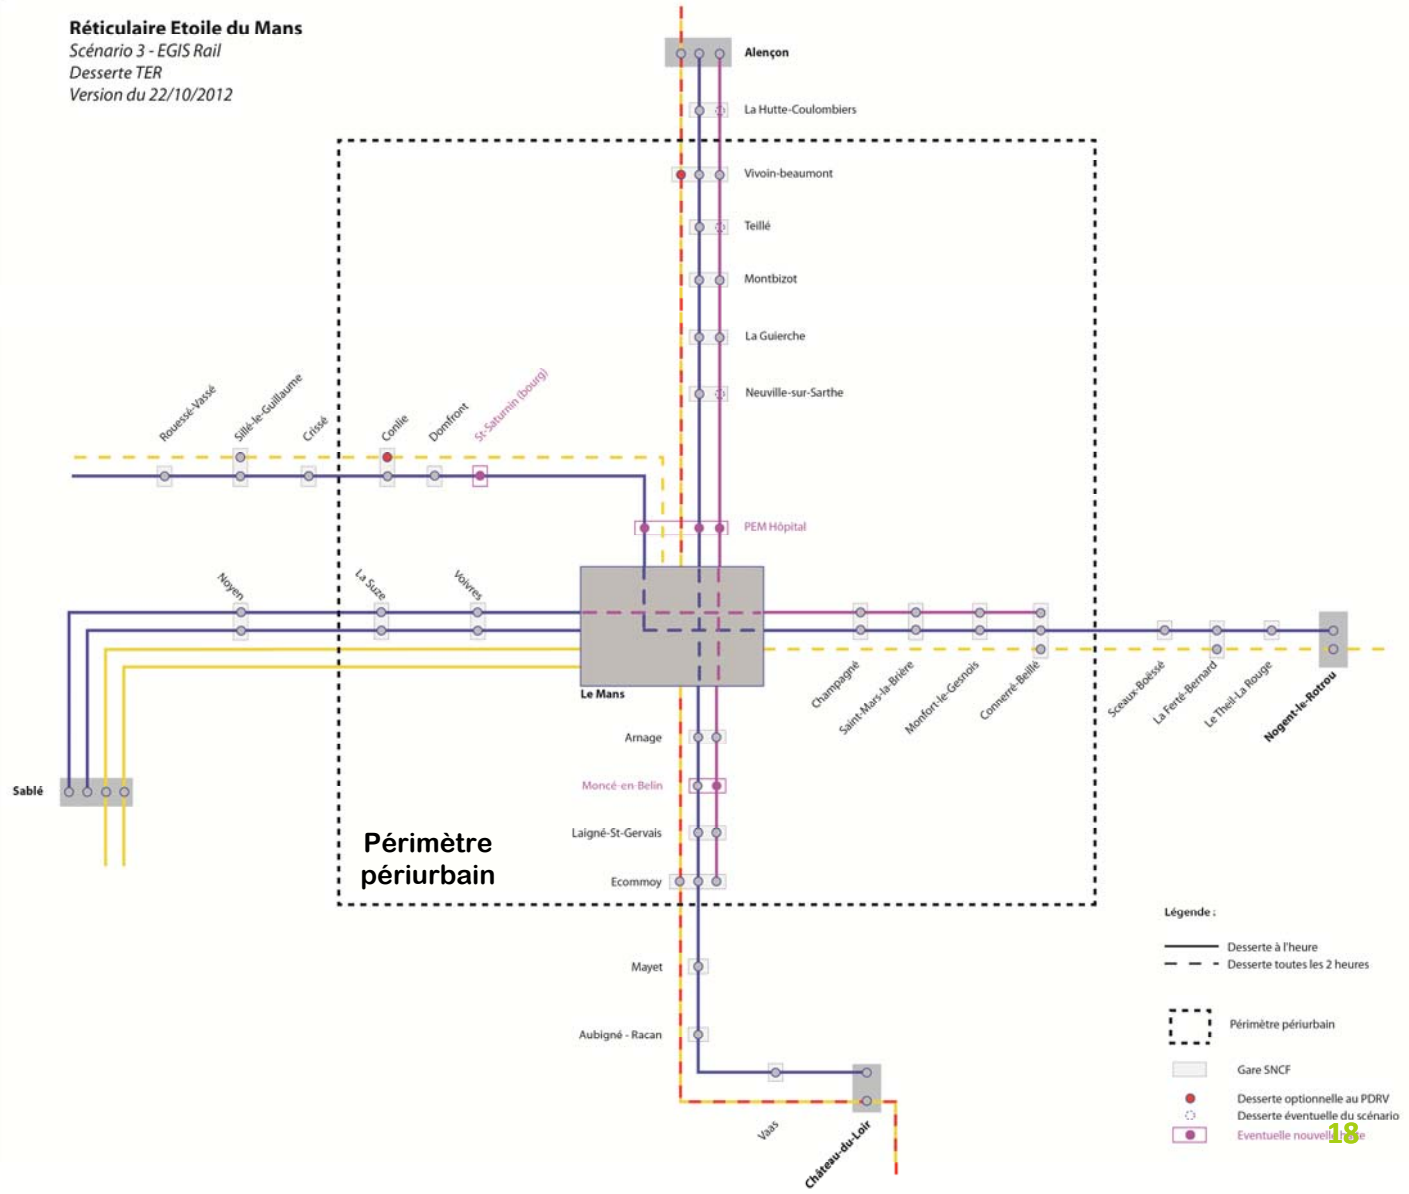 Réticulaire Etoile du Mans
Scénario 3 - EGIS Rail
Desserte TER
Version du 22/10/2012
Alençon
La Hutte-Coulombiers
Vivoin-beaumont
Teillé
Montbizot
La Guierche
Neuville-sur-Sarthe
Rouessé-Vassé
Sillé-le-Guillaume
Crissé
Conlie
Domfront
St-Saturnin (bourg)
PEM Hôpital
Noyen
La Suze
Voivres
Le Mans
Champagné
Saint-Mars-la-Brière
Monfort-le-Gesnois
Connerré-Beillé
Sceaux-Boëssé
La Ferté-Bernard
Le Theil-La Rouge
Nogent-le-Rotrou
Arnage
Moncé-en-Belin
Sablé
Laigné-St-Gervais
Périmètre
périurbain
Ecommoy
Mayet
Aubigné - Racan
Vaas
Château-du-Loir
Légende :
Desserte à l'heure
Desserte toutes les 2 heures
Périmètre périurbain
Gare SNCF
Desserte optionnelle au PDRV
Desserte éventuelle du scénario
Eventuelle nouvelle halte
18